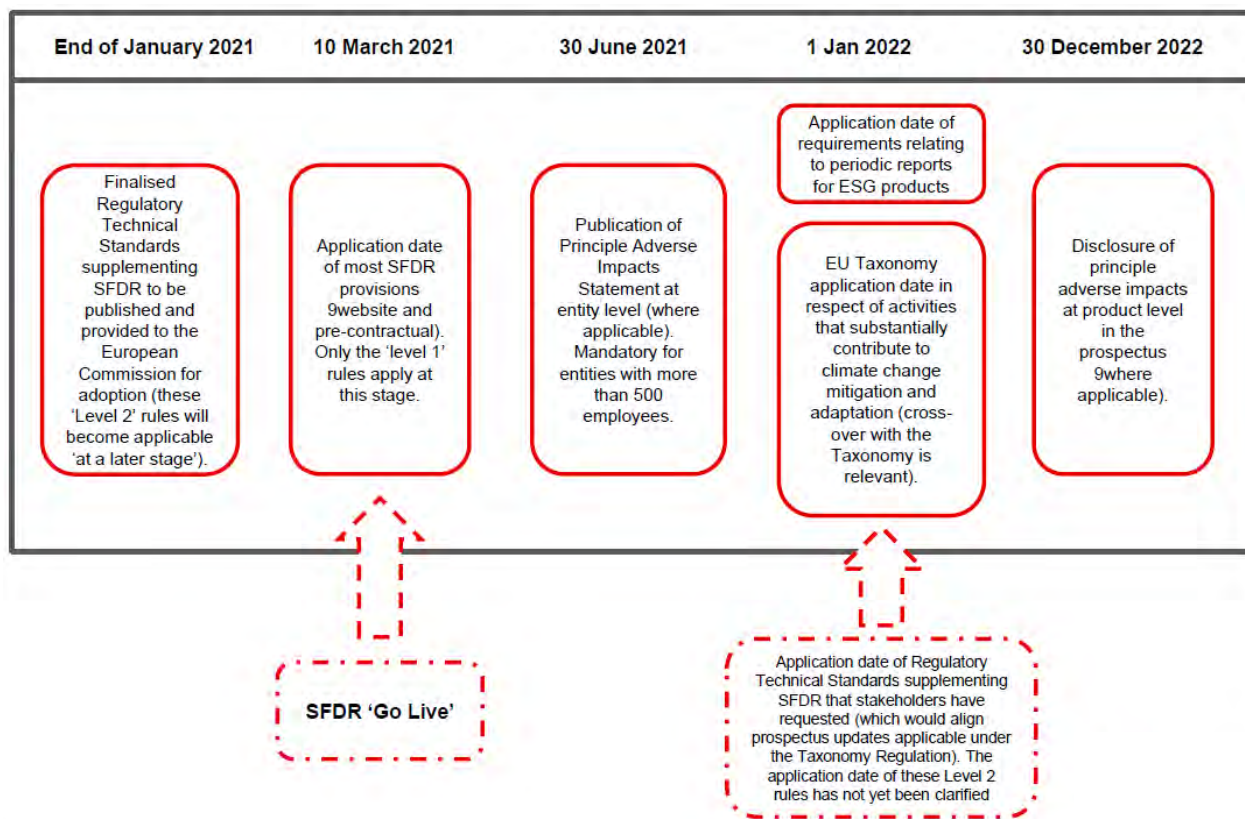 End of January 2021
10 March 2021
30 June 2021
1 Jan 2022
30 December 2022
Finalised
Regulatory
Technical
Standards
supplementing
SFDR to be
published and
provided to the
European
Commission for
adoption (these
‘Level 2’ rules will
become applicable
‘at a later stage’).
Application date
of most SFDR
provisions
9website and
pre-contractual).
Only the ‘level 1’
rules apply at
this stage.
Publication of
Principle Adverse
Impacts
Statement at
entity level (where
applicable).
Mandatory for
entities with more
than 500
employees.
Application date of
requirements relating
to periodic reports
for ESG products
EU Taxonomy
application date in
respect of activities
that substantially
contribute to
climate change
mitigation and
adaptation (cross-
over with the
Taxonomy is
relevant).
Disclosure of
principle
adverse impacts
at product level
in the
prospectus
9where
applicable).
SFDR ‘Go Live’
Application date of Regulatory
Technical Standards supplementing
SFDR that stakeholders have
requested (which would align
prospectus updates applicable under
the Taxonomy Regulation). The
application date of these Level 2
rules has not yet been clarified